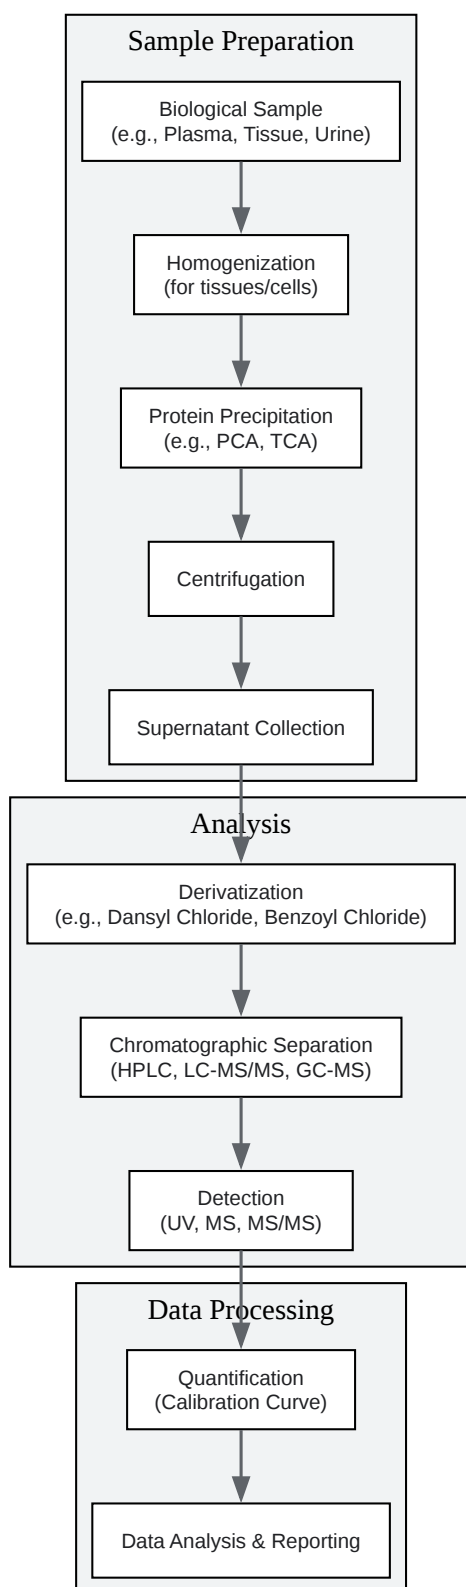 Sample Preparation
Biological Sample
(e.g., Plasma, Tissue, Urine)
Homogenization
(for tissues/cells)
Protein Precipitation
(e.g., PCA, TCA)
Centrifugation
Supernatant Collection
Analysis
Derivatization
(e.g., Dansyl Chloride, Benzoyl Chloride)
Chromatographic Separation
(HPLC, LC-MS/MS, GC-MS)
Detection
(UV, MS, MS/MS)
Data Processing
Quantification
(Calibration Curve)
Data Analysis & Reporting